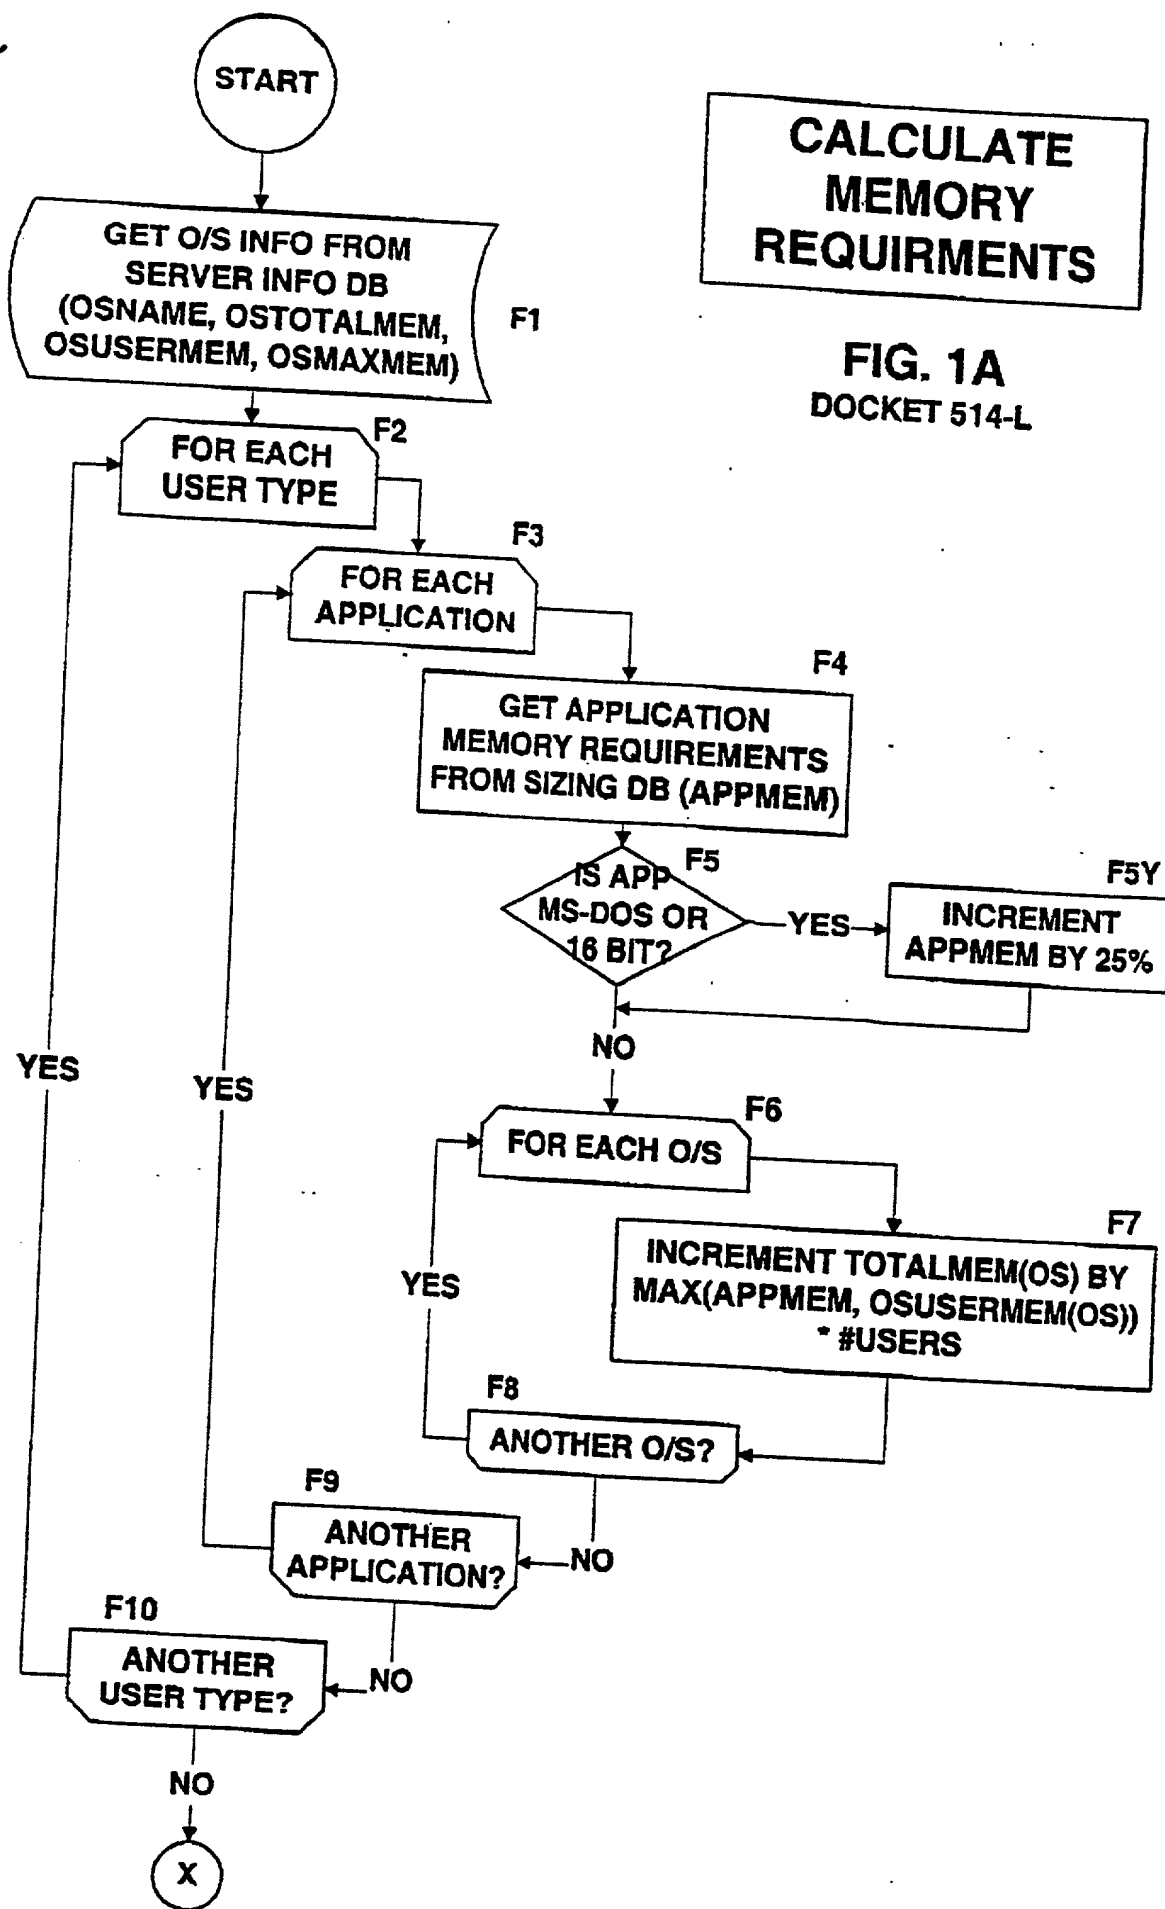 START
CALCULATE
MEMORY
REQUIRMENTS
FIG. 1A
DOCKET 514-L
GET O/S INFO FROM
SERVER INFO DB
(OSNAME, OSTOTALMEM,
OSUSERMEM, OSMAXMEM)
F1
F2
FOR EACH
USER TYPE
F3
FOR EACH
APPLICATION
F4
GET APPLICATION
MEMORY REQUIREMENTS
FROM SIZING DB (APPMEM)
F5
IS APP
MS-DOS OR
16 BIT?
YES
F5Y
INCREMENT
APPMEM BY 25%
NO
YES
YES
F6
FOR EACH O/S
F7
INCREMENT TOTALMEM(OS) BY
MAX(APPMEM, OSUSERMEM(OS))
* #USERS
YES
F8
ANOTHER O/S?
NO
F9
ANOTHER
APPLICATION?
NO
F10
ANOTHER
USER TYPE?
NO
X